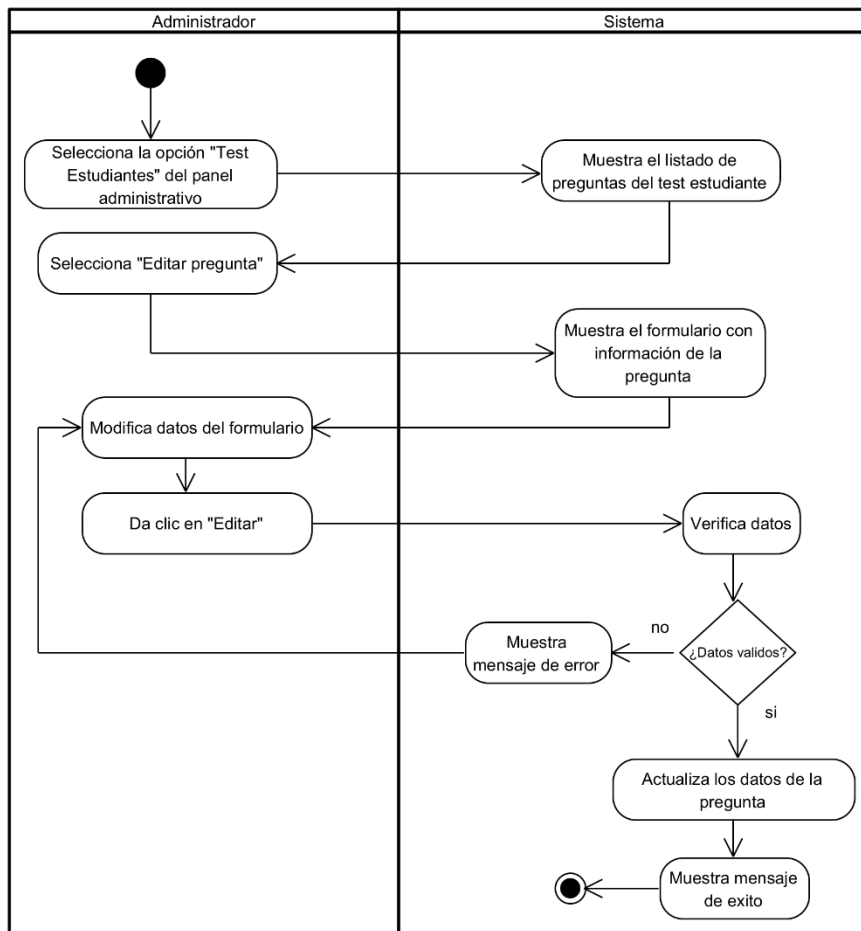 Administrador
Sistema
Selecciona la opción "Test
Estudiantes" del panel
administrativo
Muestra el listado de
preguntas del test estudiante
Selecciona "Editar pregunta"
Muestra el formulario con
información de la
pregunta
Modifica datos del formulario
Da clic en "Editar"
Verifica datos
¿Datos validos?
no
Muestra
mensaje de error
si
Actualiza los datos de la
pregunta
Muestra mensaje
de exito